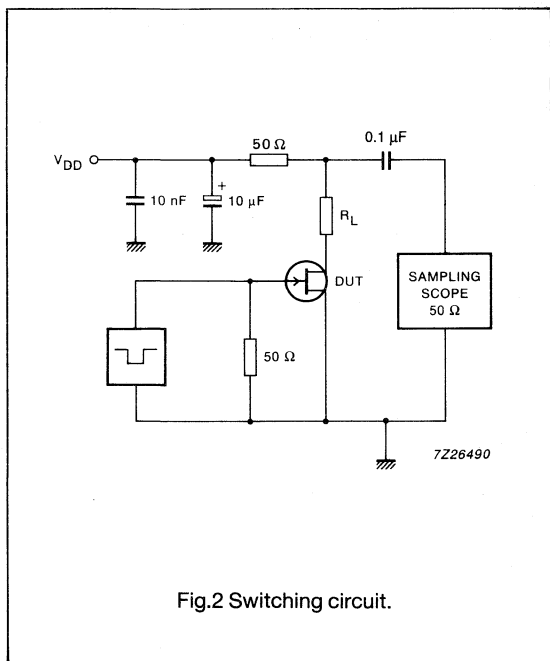 50 Ω
0.1 μF
V_DD
+
10 nF
10 μF
R_L
DUT
SAMPLING
SCOPE
50 Ω
50 Ω
7Z26490
Fig.2 Switching circuit.